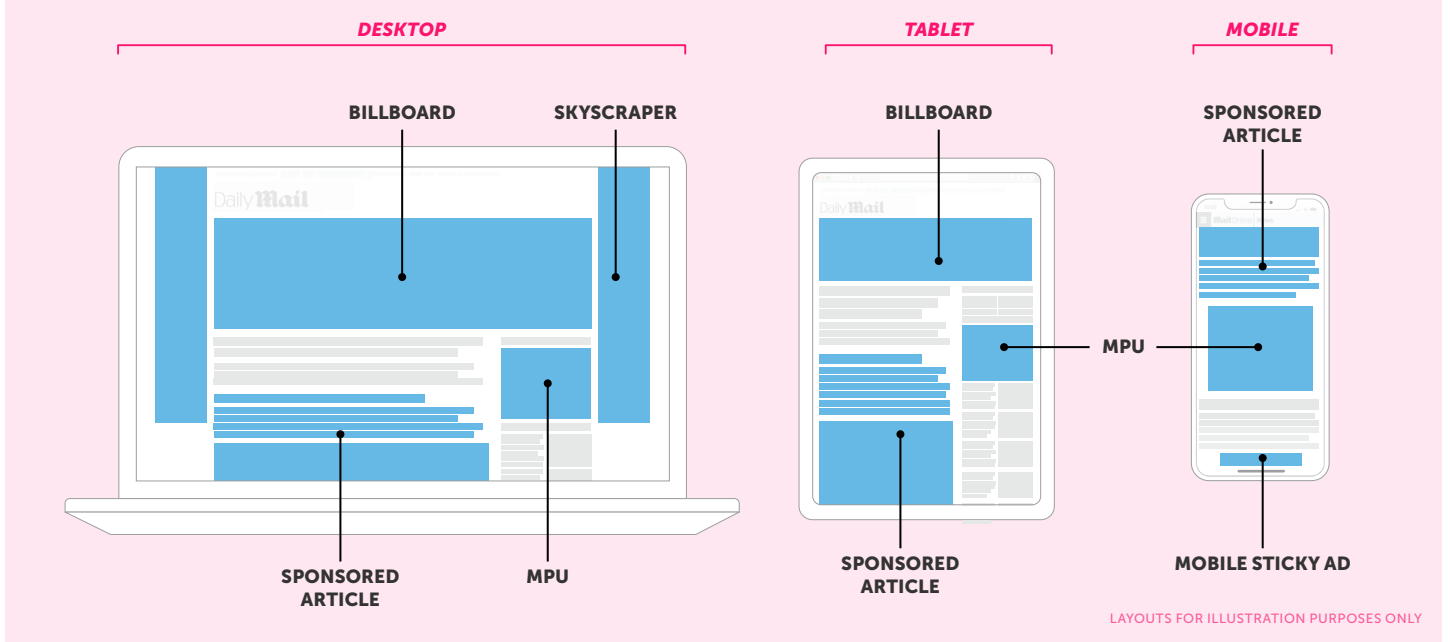 DESKTOP
TABLET
MOBILE
BILLBOARD
SKYSCRAPER
BILLBOARD
SPONSORED
ARTICLE
Daily Mail
Daily Mail
MailOnline
MPU
SPONSORED
ARTICLE
MPU
SPONSORED
ARTICLE
MOBILE STICKY AD
LAYOUTS FOR ILLUSTRATION PURPOSES ONLY